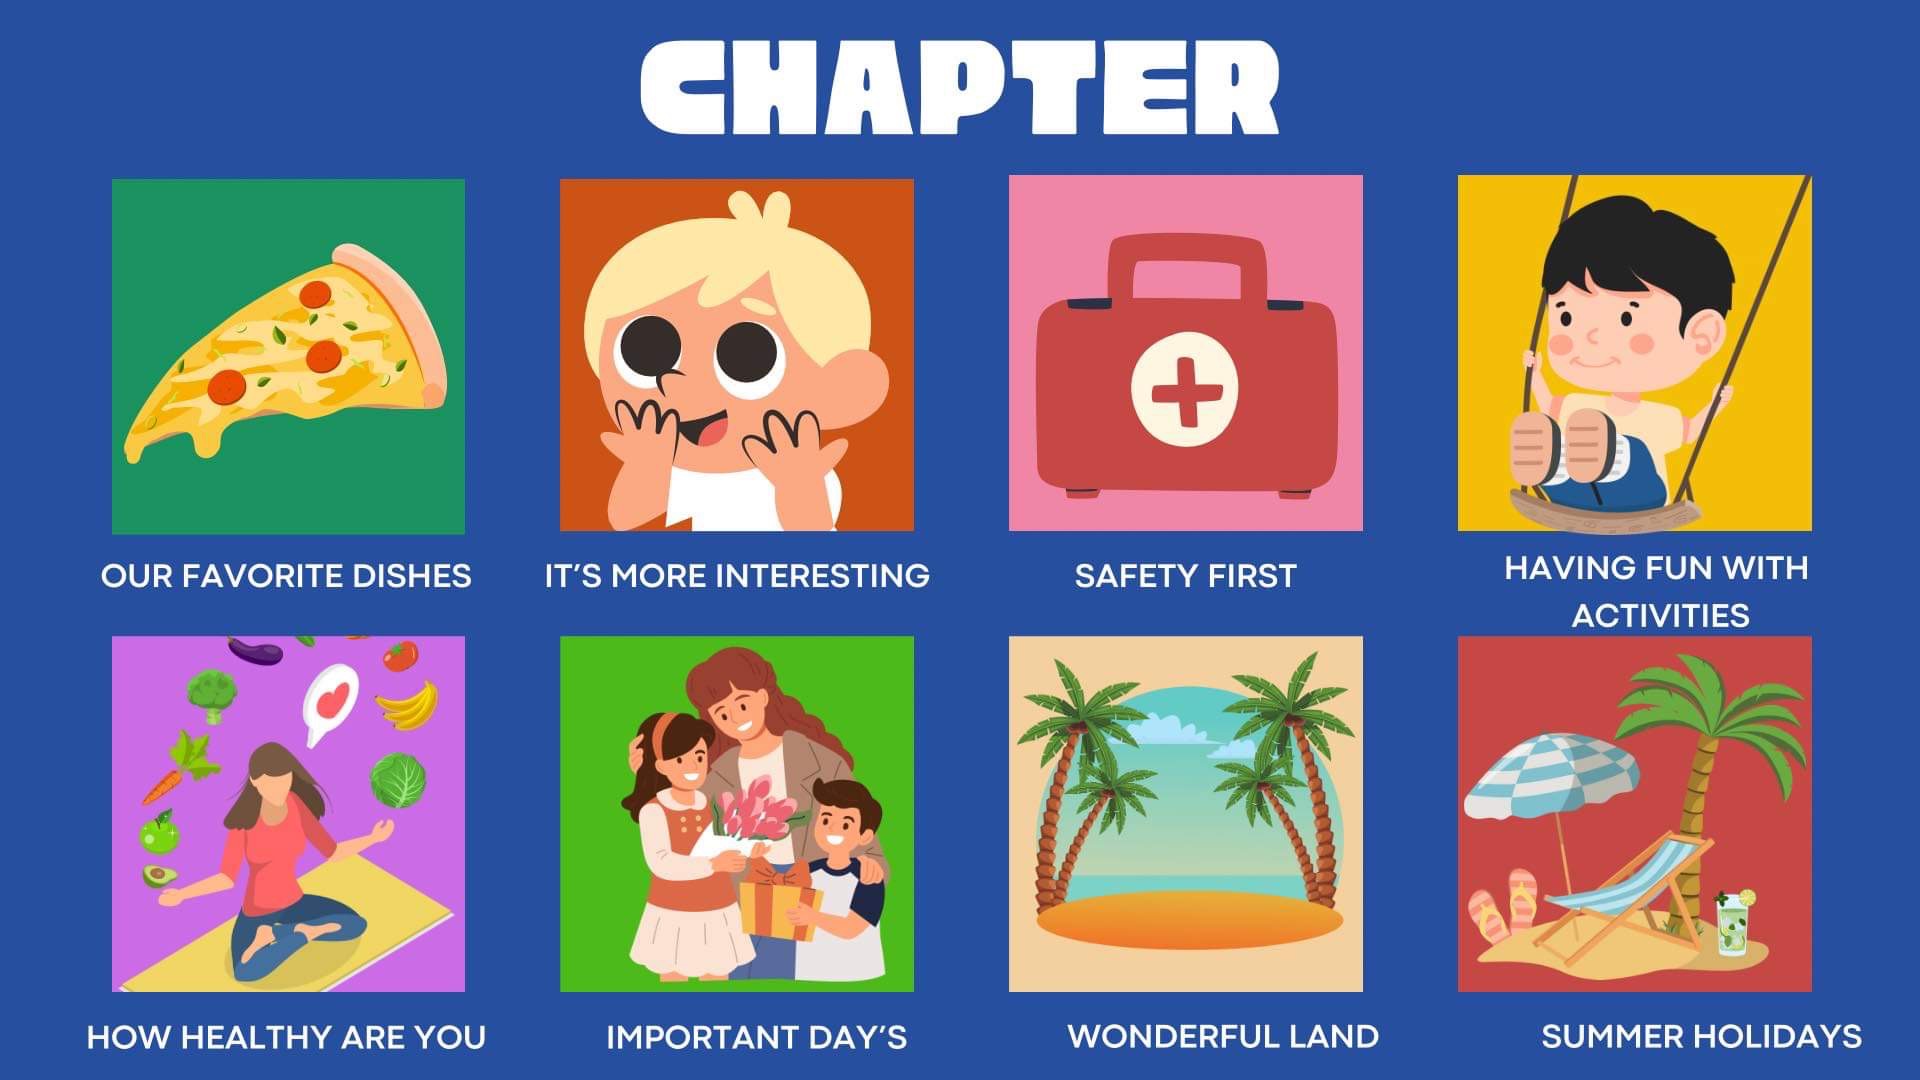 CHAPTER
OUR FAVORITE DISHES
IT'S MORE INTERESTING
SAFETY FIRST
HAVING FUN WITH
ACTIVITIES
HOW HEALTHY ARE YOU
IMPORTANT DAY'S
WONDERFUL LAND
SUMMER HOLIDAYS